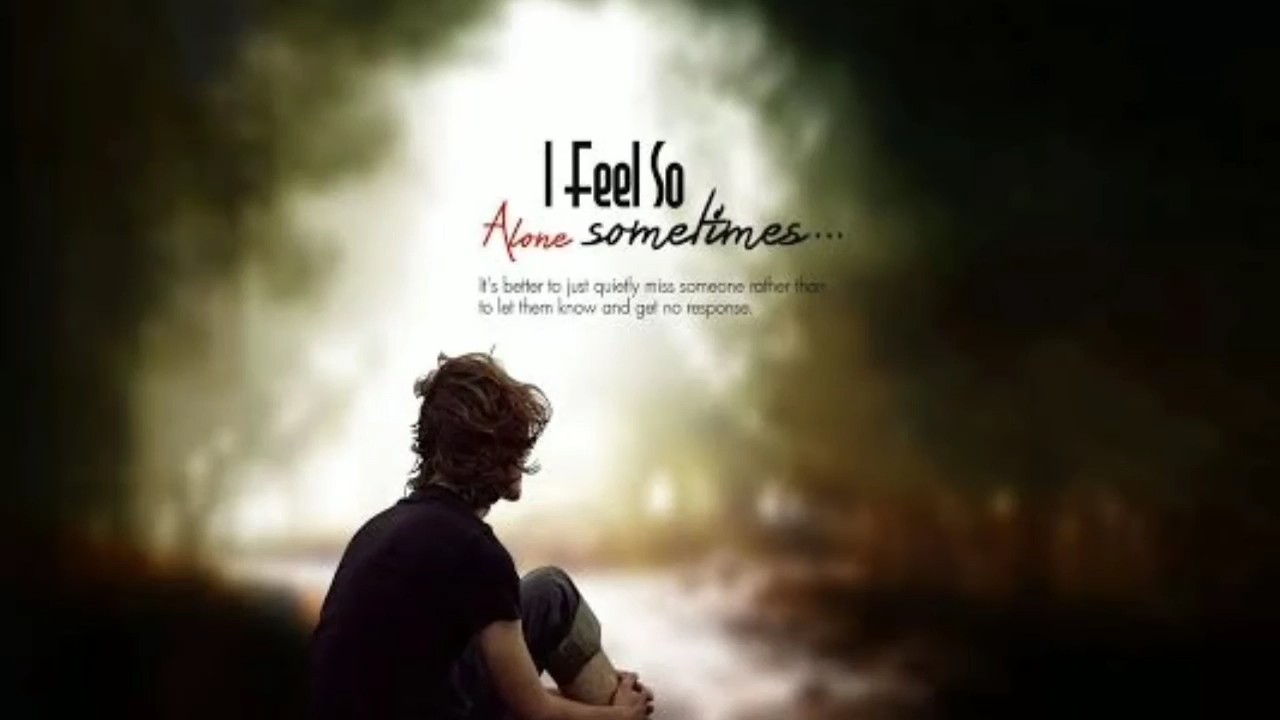 I Feel So
Alone sometimes...
It's better to just quietly miss someone rather than
to let them know and get no response.